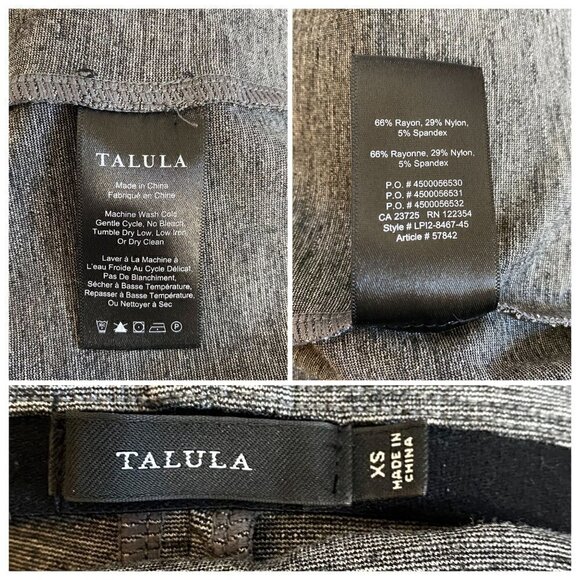 TALULA
Made in China
Fabriqué en Chine
Machine Wash Cold
Gentle Cycle, No Bleach,
Tumble Dry Low, Low Iron
Or Dry Clean
Laver à La Machine à
L'eau Froide Au Cycle Délicat,
Pas De Blanchiment,
Sécher à Basse Température,
Repasser à Basse Température,
Ou Nettoyer à Sec
66% Rayon, 29% Nylon,
5% Spandex
66% Rayonne, 29% Nylon,
5% Spandex
P.O. # 4500056530
P.O. # 4500056531
P.O. # 4500056532
CA 23725 RN 122354
Style # LPI2-8467-45
Article # 57842
TALULA
XS
MADE IN
CHINA